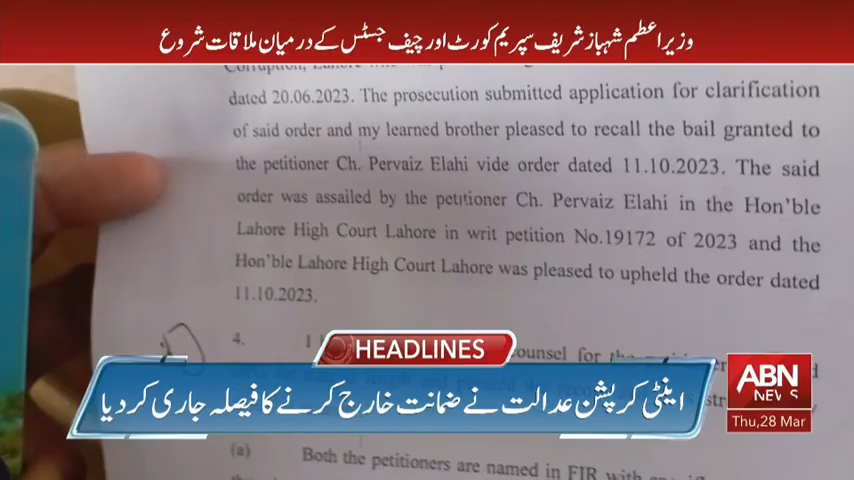 وزیراعظم شہباز شریف سپریم کورٹ اور چیف جسٹس کے درمیان ملاقات شروع
dated 20.06.2023. The prosecution submitted application for clarification
of said order and my learned brother pleased to recall the bail granted to
the petitioner Ch. Pervaiz Elahi vide order dated 11.10.2023. The said
order was assailed by the petitioner Ch. Pervaiz Elahi in the Hon'ble
Lahore High Court Lahore in writ petition No.19172 of 2023 and the
Hon'ble Lahore High Court Lahore was pleased to upheld the order dated
11.10.2023.
4. counsel for the
HEADLINES
اینٹی کرپشن عدالت نے ضمانت خارج کرنے کا فیصلہ جاری کر دیا
ABN
NEWS
Thu,28 Mar
(a) Both the petitioners are named in FIR with